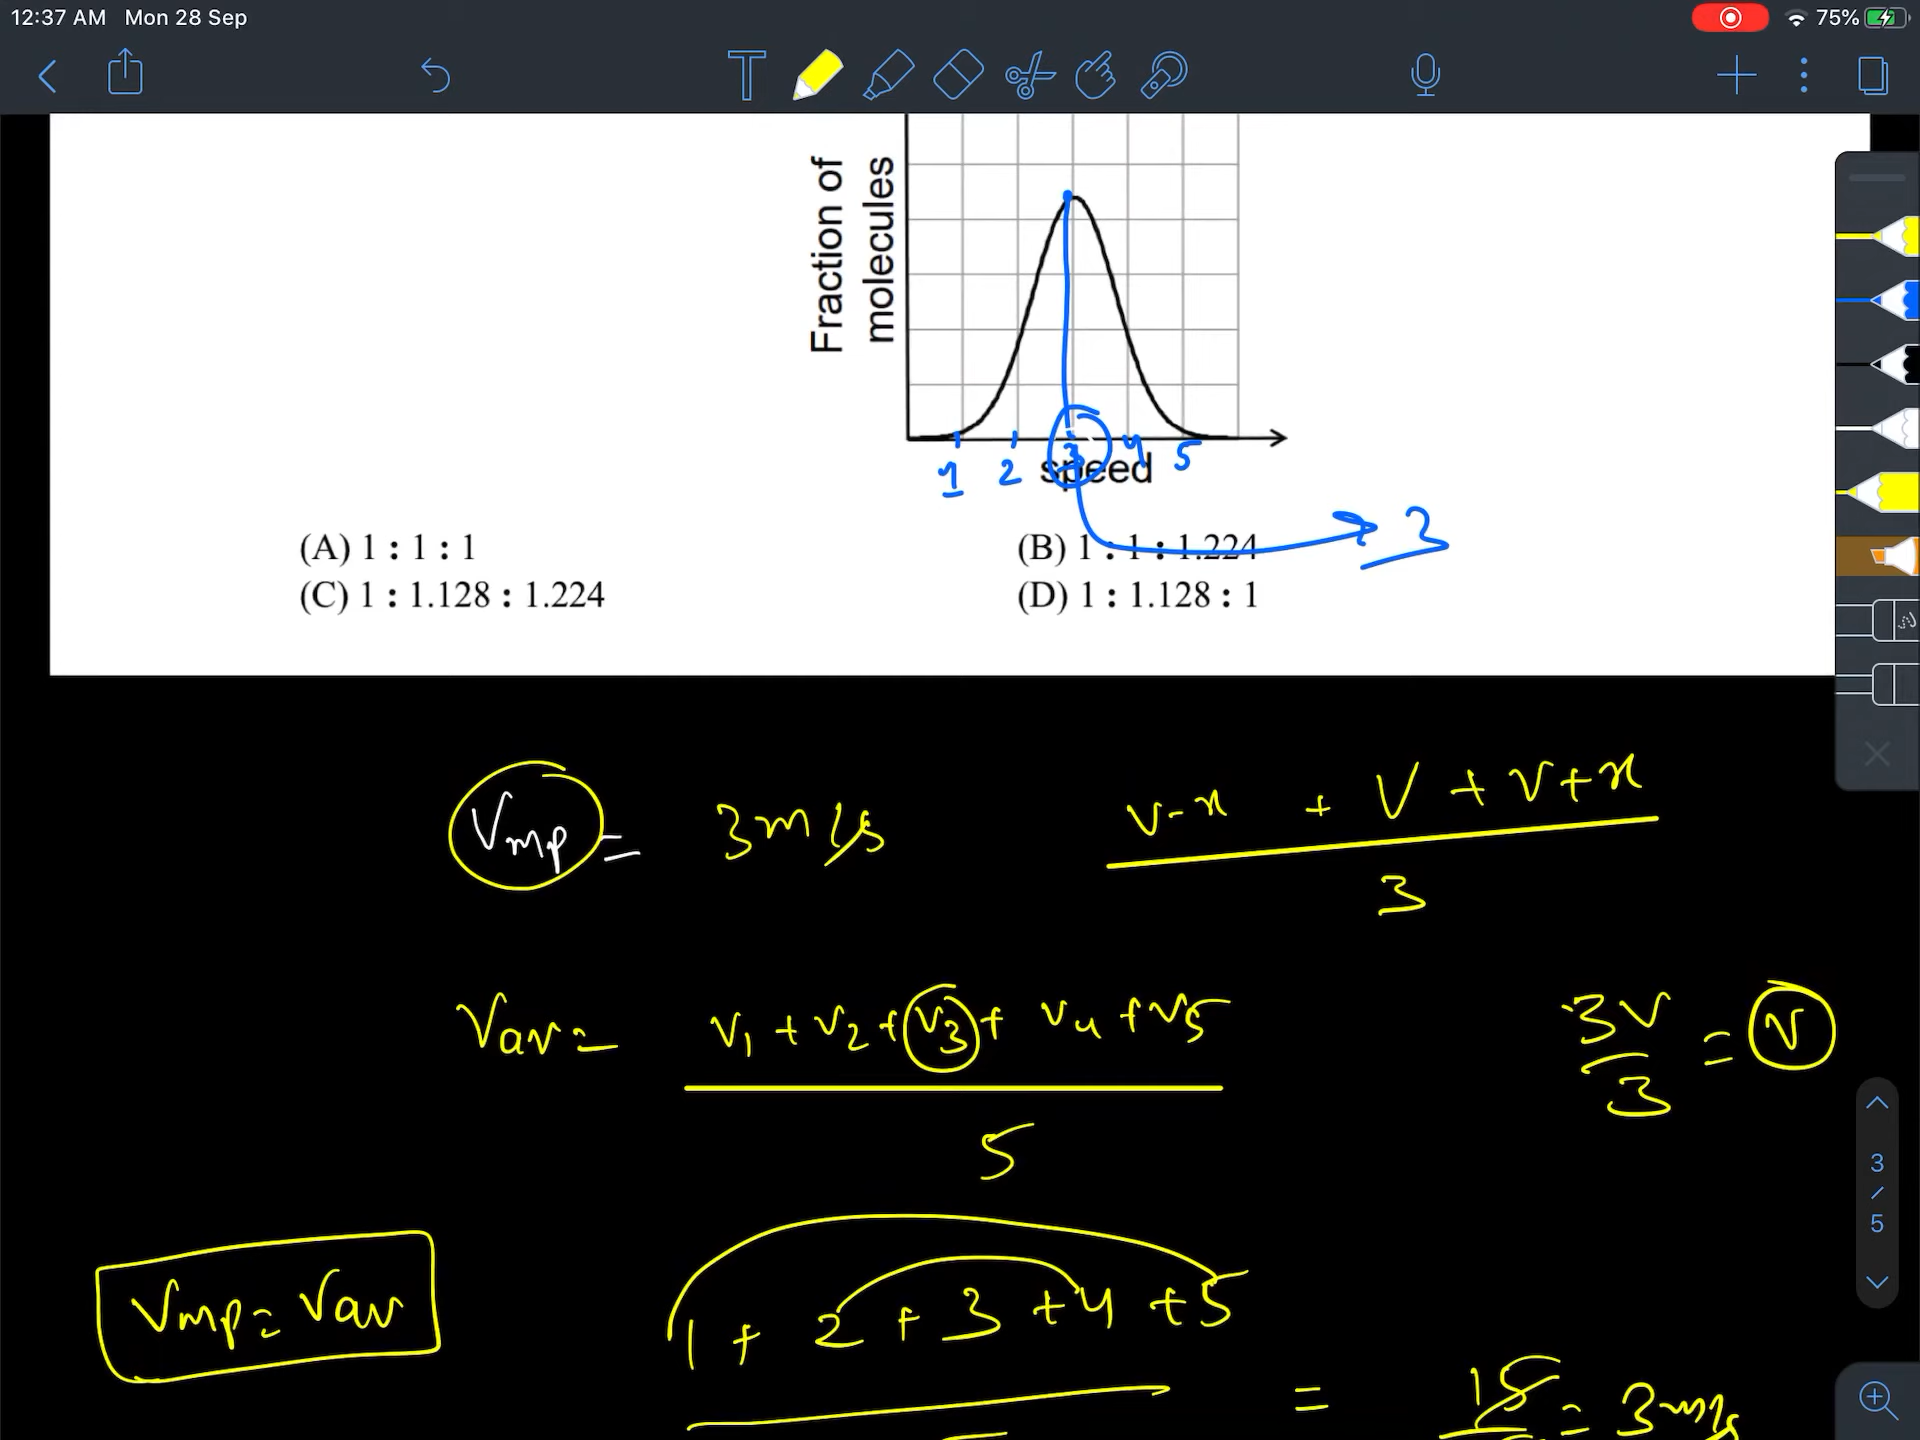 12:37 AM Mon 28 Sep
75%
T
Fraction of
molecules
1 2 3 4 5
speed
3
(A) 1 : 1 : 1
(B) 1 : 1 : 1.224
(C) 1 : 1.128 : 1.224
(D) 1 : 1.128 : 1
Vmp = 3m/s
v-x + V + v+x
3
Vav = v1 + v2 + v3 + v4 + v5
5
3V
3
= V
3
/
5
Vmp = Vav
1 + 2 + 3 + 4 + 5
= 15 = 3m/s